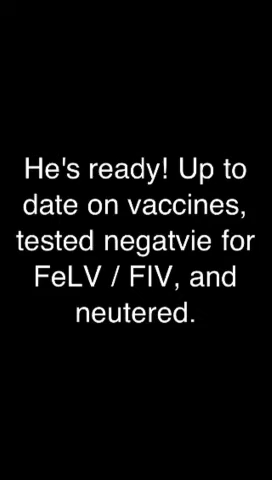 He's ready! Up to
date on vaccines,
tested negatvie for
FeLV / FIV, and
neutered.